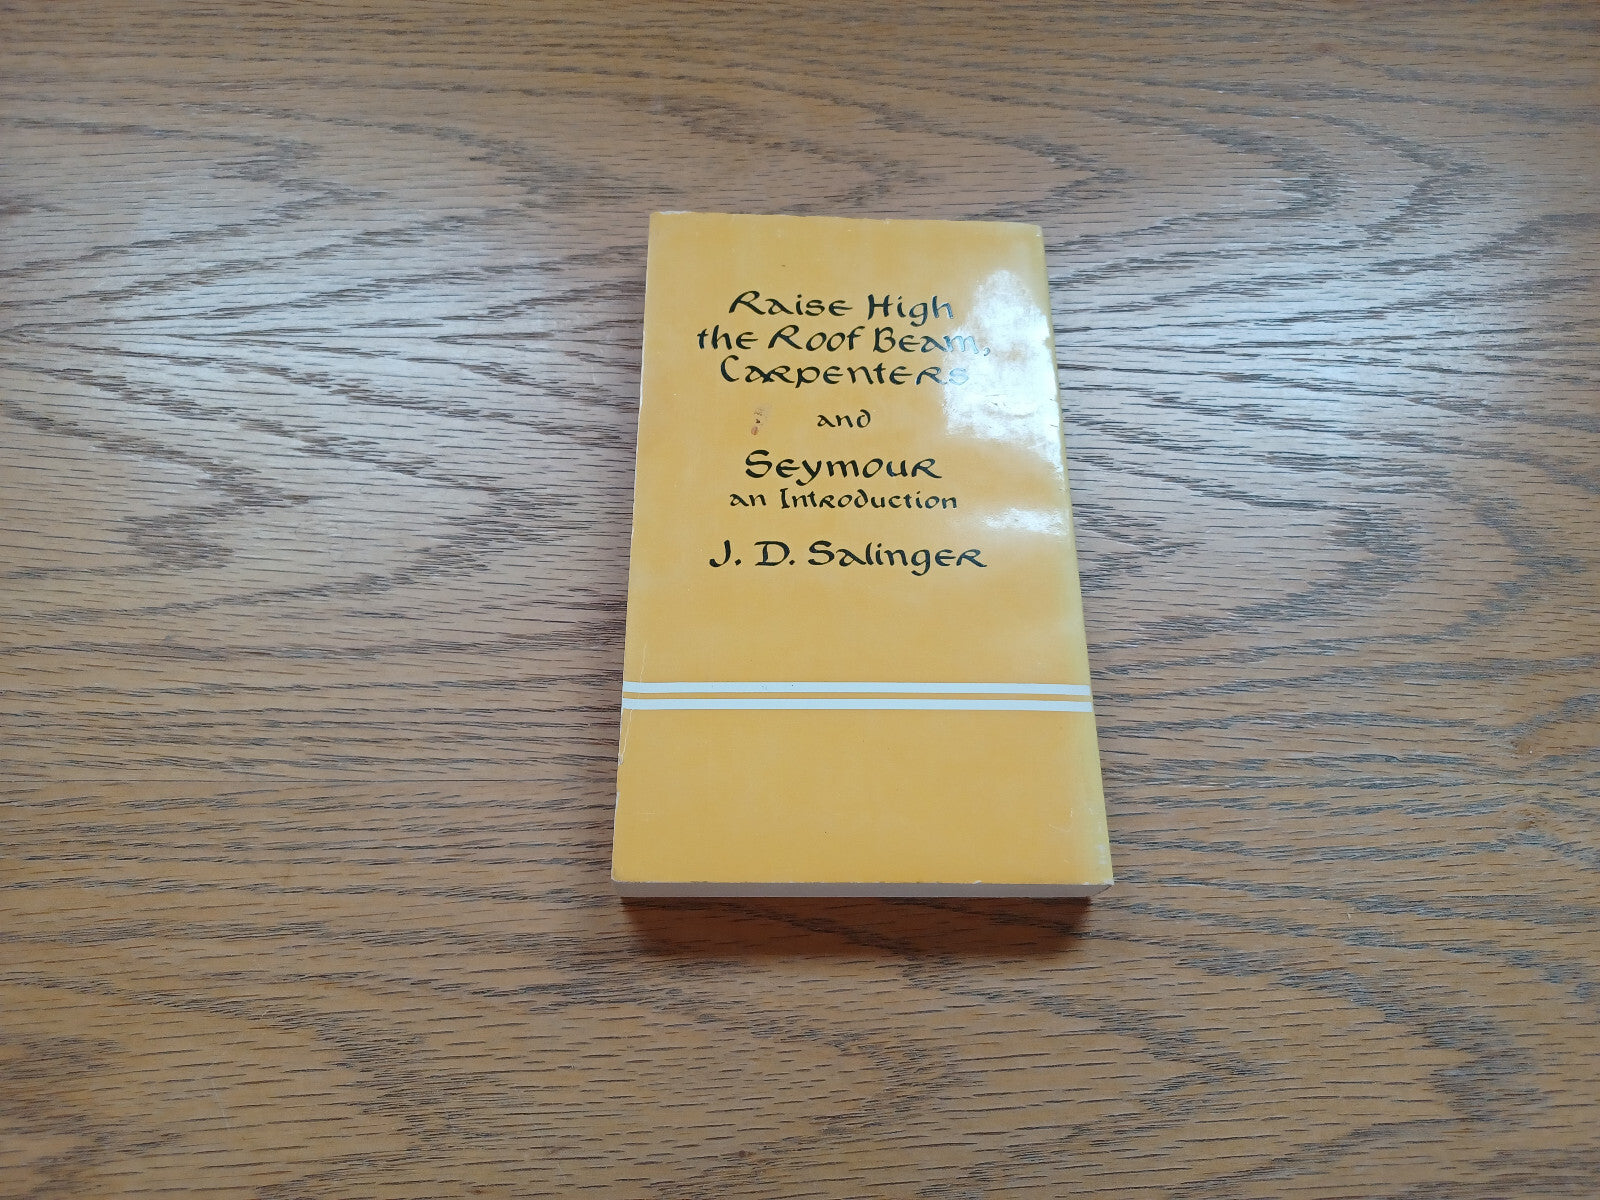 Raise High
the Roof Beam,
Carpenters
and
Seymour
an Introduction
J. D. Salinger